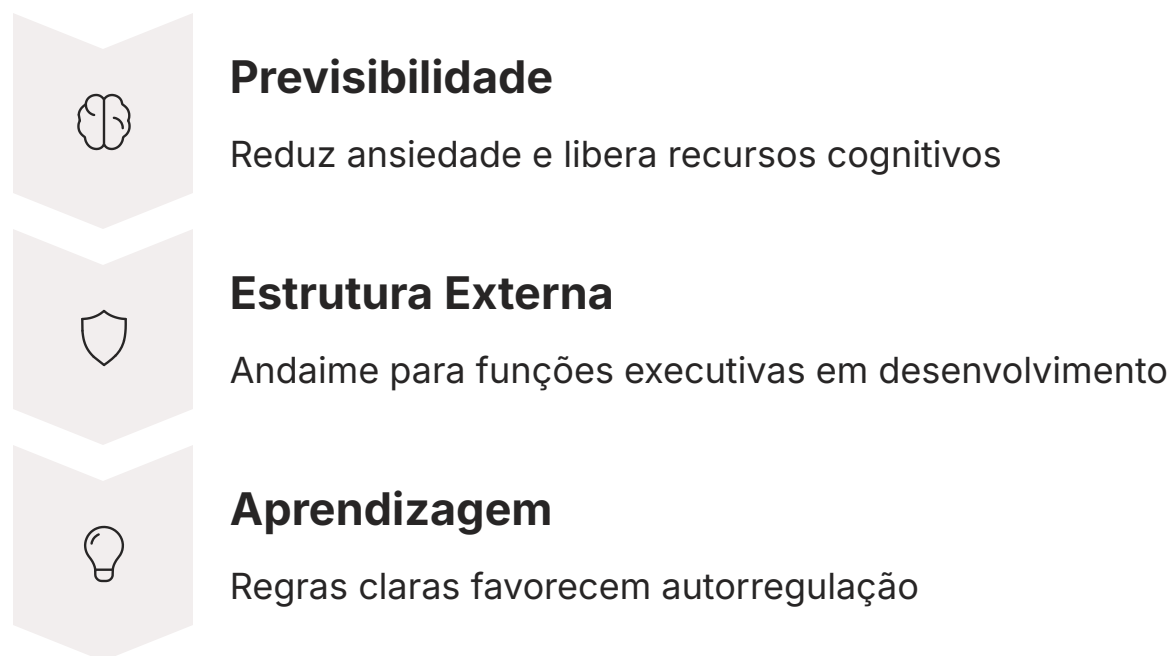 Previsibilidade
Reduz ansiedade e libera recursos cognitivos
Estrutura Externa
Andaime para funções executivas em desenvolvimento
Aprendizagem
Regras claras favorecem autorregulação